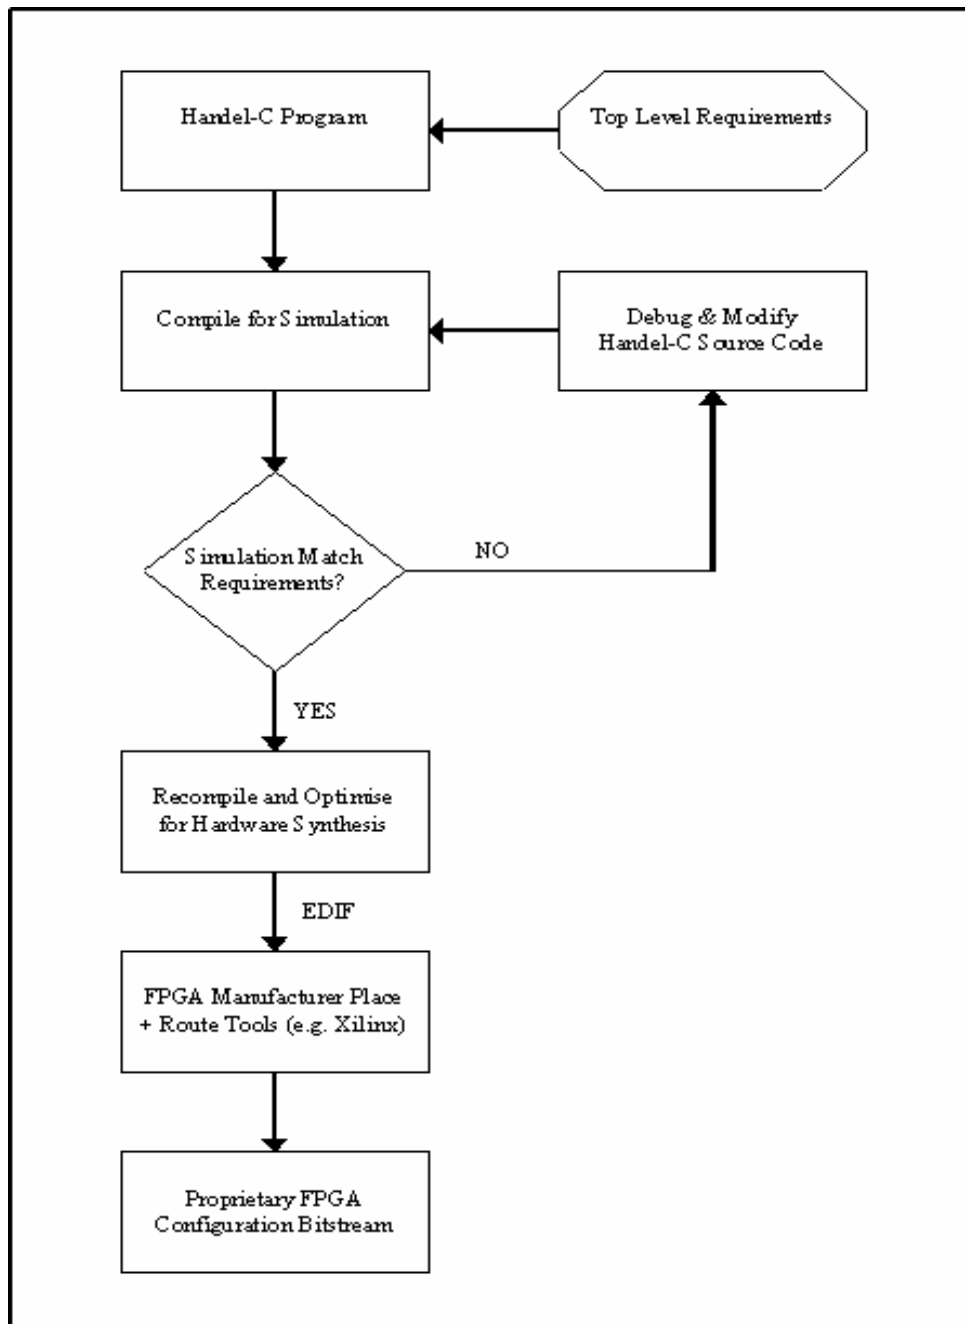 Handel-C Program
Top Level Requirements
Compile for Simulation
Debug & Modify
Handel-C Source Code
Simulation Match
Requirements?
NO
YES
Recompile and Optimise
for Hardware Synthesis
EDIF
FPGA Manufacturer Place
+ Route Tools (e.g. Xilinx)
Proprietary FPGA
Configuration Bitstream